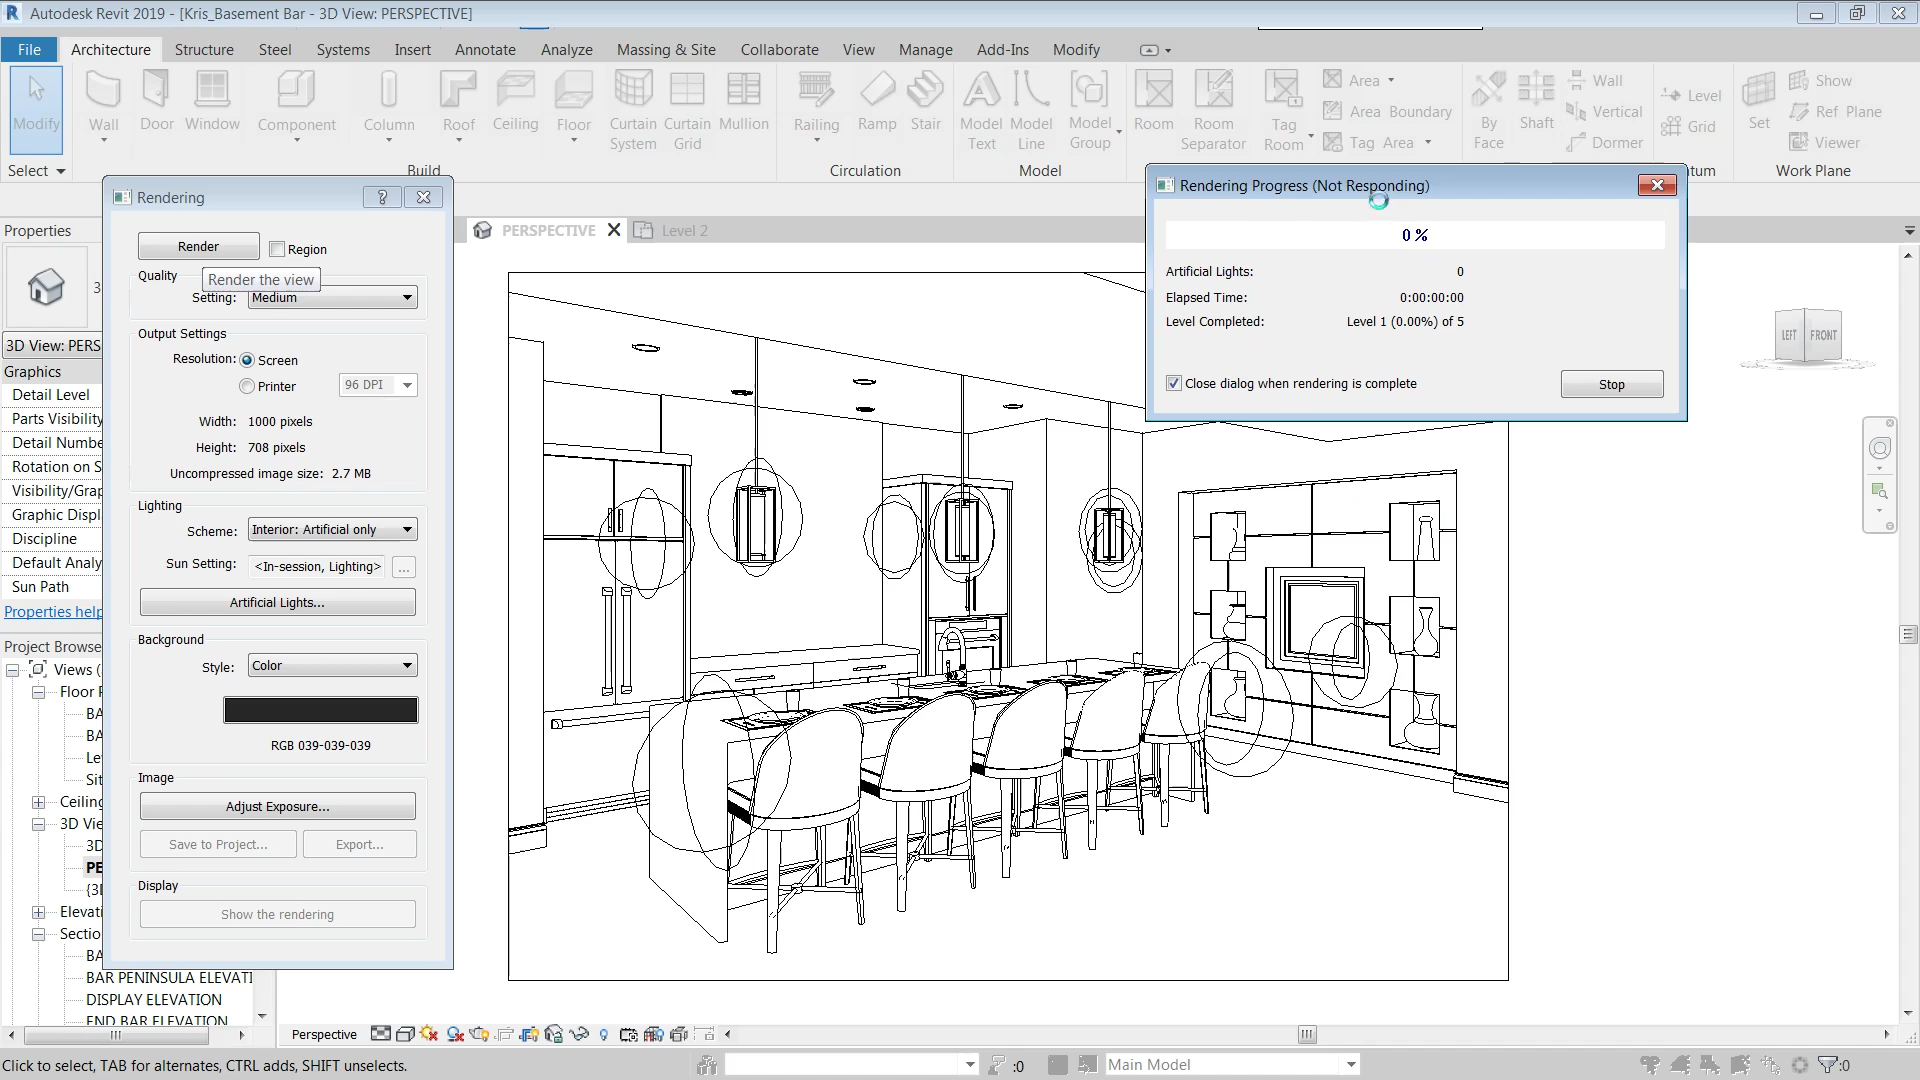 Autodesk Revit 2019 - [Kris_Basement Bar - 3D View: PERSPECTIVE]
File Architecture Structure Steel Systems Insert Annotate Analyze Massing & Site Collaborate View Manage Add-Ins Modify
Modify Wall Door Window Component Column Roof Ceiling Floor Curtain System Curtain Grid Mullion Railing Ramp Stair Model Text Model Line Model Group Room Room Separator Tag Room By Face Shaft Set
Area Wall Show
Area Boundary Vertical Level Ref Plane
Tag Area Dormer Grid Viewer
Select Build Circulation Model tum Work Plane
Rendering
Render Region
Render the view
Quality
Setting: Medium
Output Settings
Resolution: Screen
Printer 96 DPI
Width: 1000 pixels
Height: 708 pixels
Uncompressed image size: 2.7 MB
Lighting
Scheme: Interior: Artificial only
Sun Setting: <In-session, Lighting> ...
Artificial Lights...
Background
Style: Color
RGB 039-039-039
Image
Adjust Exposure...
Save to Project... Export...
Display
Show the rendering
Properties
3
3D View: PERS
Graphics
Detail Level
Parts Visibility
Detail Numbe
Rotation on S
Visibility/Grap
Graphic Displ
Discipline
Default Analy
Sun Path
Properties help
Project Browse
Views (
Floor P
BA
BA
Le
Sit
Ceiling
3D Vie
3D
PE
{3D
Elevati
Sectio
BA
BAR PENINSULA ELEVATI
DISPLAY ELEVATION
END BAR ELEVATION
PERSPECTIVE Level 2
Rendering Progress (Not Responding)
0 %
Artificial Lights: 0
Elapsed Time: 0:00:00:00
Level Completed: Level 1 (0.00%) of 5
Close dialog when rendering is complete Stop
LEFT FRONT
Perspective
Click to select, TAB for alternates, CTRL adds, SHIFT unselects. :0 Main Model :0